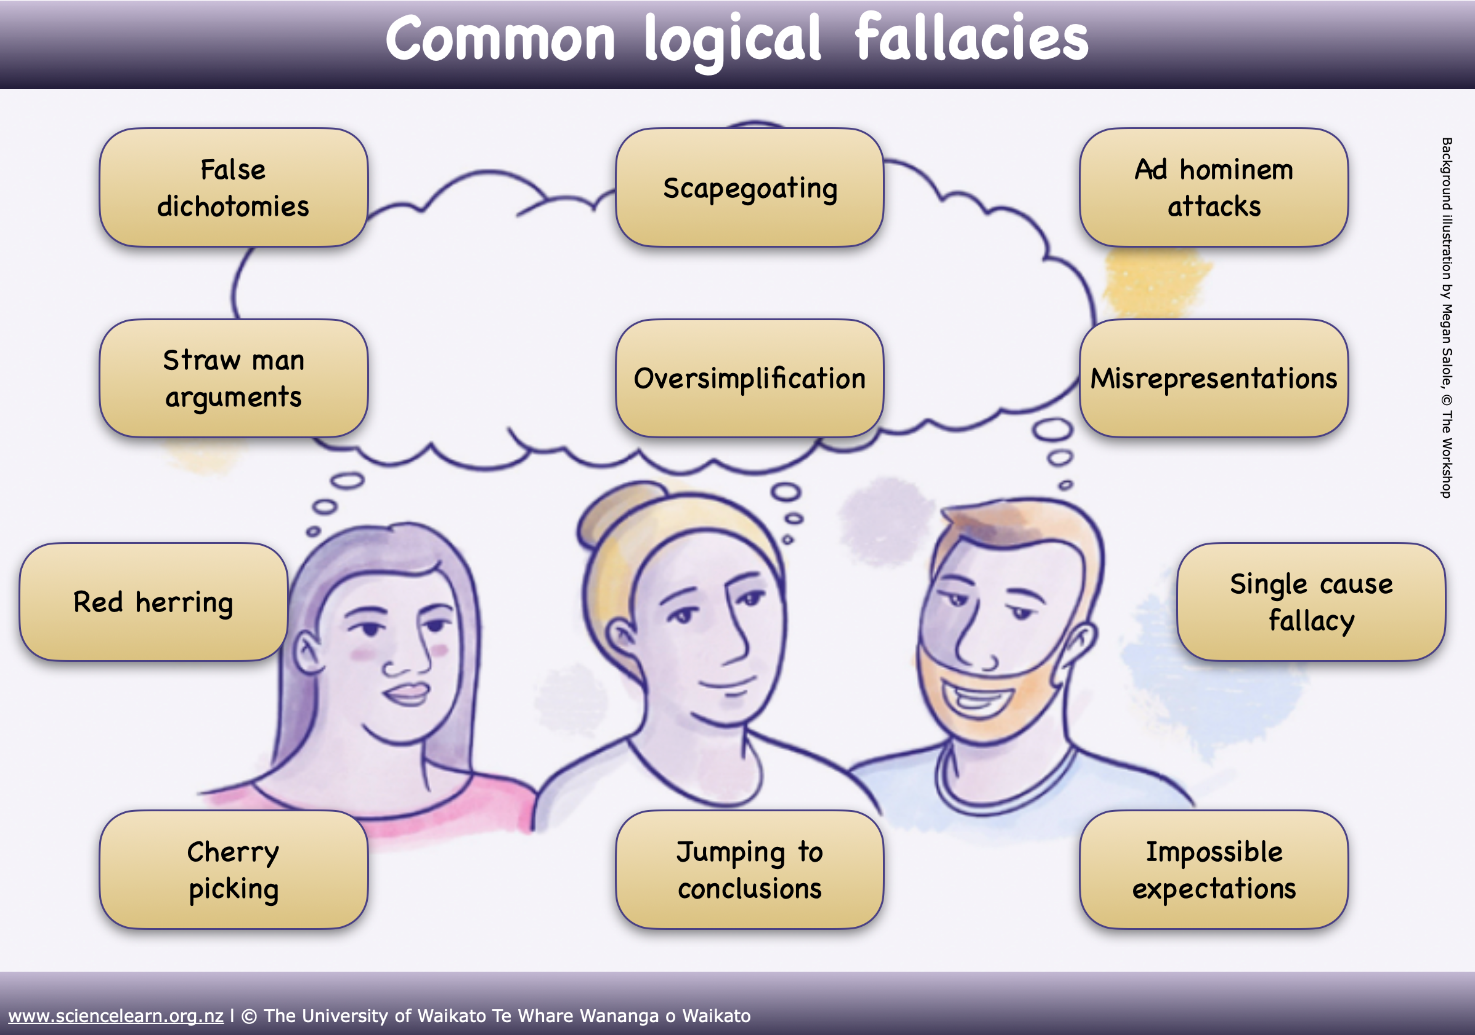 Common logical fallacies
False
dichotomies
Scapegoating
Ad hominem
attacks
Straw man
arguments
Oversimplification
Misrepresentations
Background illustration by Megan Salole, © The Workshop
Red herring
Single cause
fallacy
Cherry
picking
Jumping to
conclusions
Impossible
expectations
www.sciencelearn.org.nz | © The University of Waikato Te Whare Wananga o Waikato